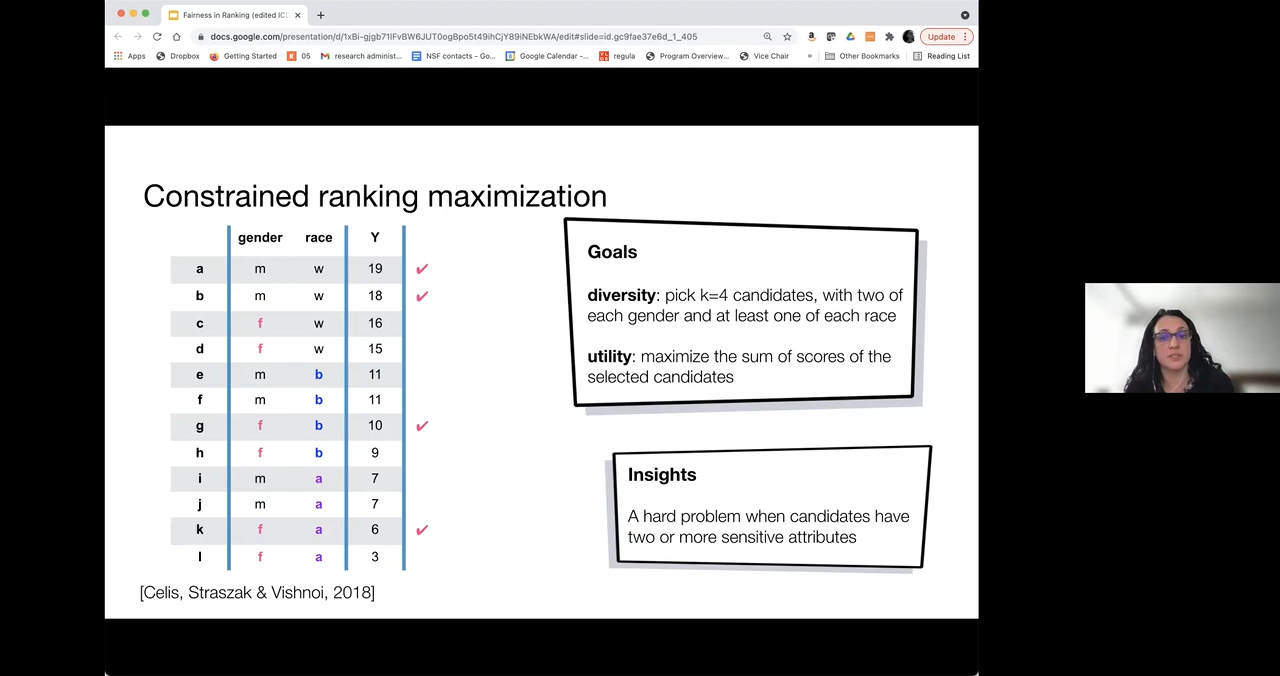 Fairness in Ranking (edited ICD
docs.google.com/presentation/d/1xBi-gjgb71lFvBW6JUT0ogBpo5t49ihCjY89iNEbkWA/edit#slide=id.gc9fae37e6d_1_405
Update
Apps Dropbox Getting Started 05 research administ... NSF contacts - Go... Google Calendar -... regula Program Overview... Vice Chair » Other Bookmarks Reading List
Constrained ranking maximization
gender race Y
a m w 19 ✓
b m w 18 ✓
c f w 16
d f w 15
e m b 11
f m b 11
g f b 10 ✓
h f b 9
i m a 7
j m a 7
k f a 6 ✓
l f a 3
[Celis, Straszak & Vishnoi, 2018]
Goals
diversity: pick k=4 candidates, with two of
each gender and at least one of each race
utility: maximize the sum of scores of the
selected candidates
Insights
A hard problem when candidates have
two or more sensitive attributes